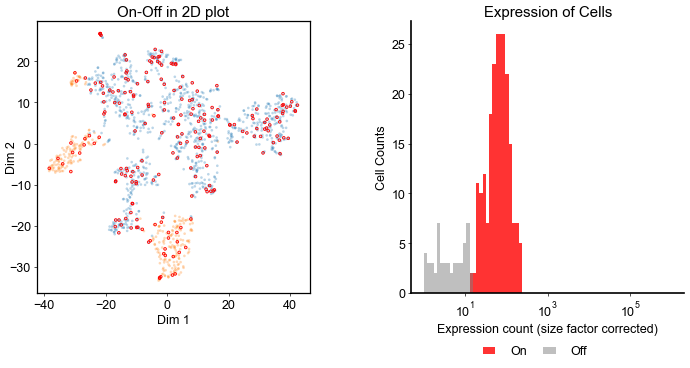 On-Off in 2D plot
Dim 2
20
10
0
−10
−20
−30
−40
−20
0
20
40
Dim 1
Expression of Cells
Cell Counts
25
20
15
10
5
0
10^1
10^3
10^5
Expression count (size factor corrected)
On
Off